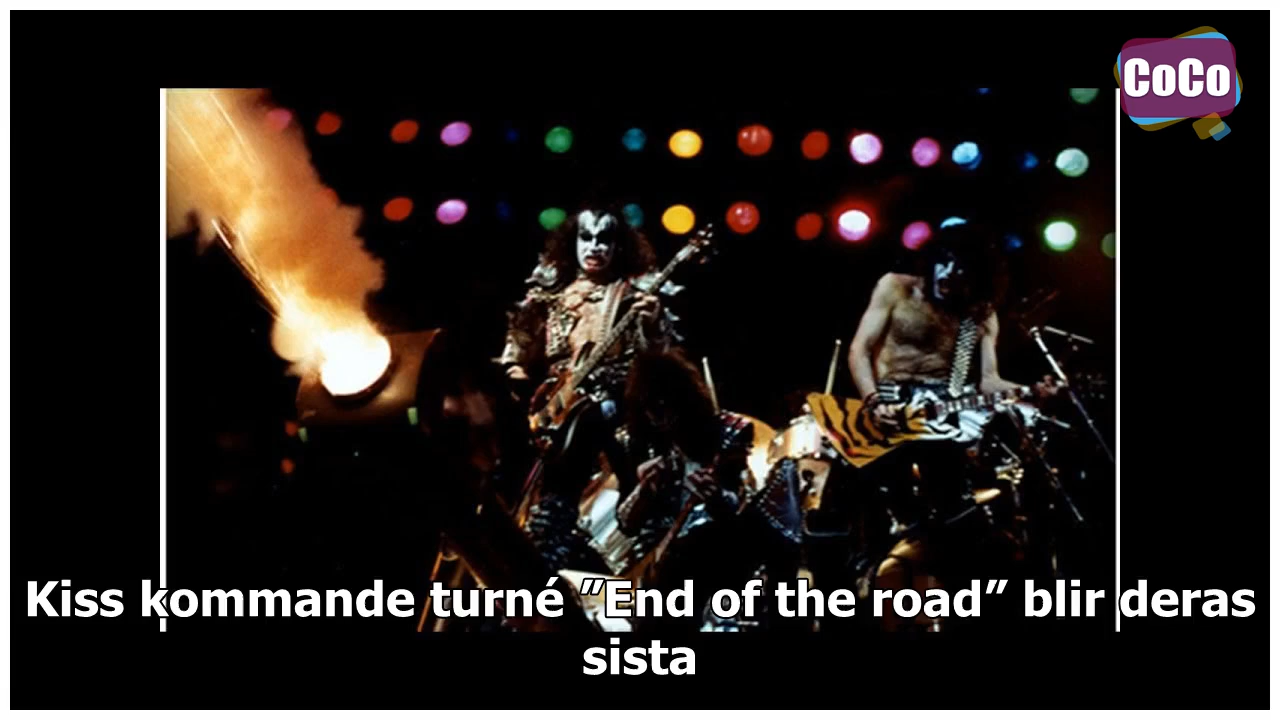 CoCo
Kiss kommande turné ”End of the road” blir deras
sista